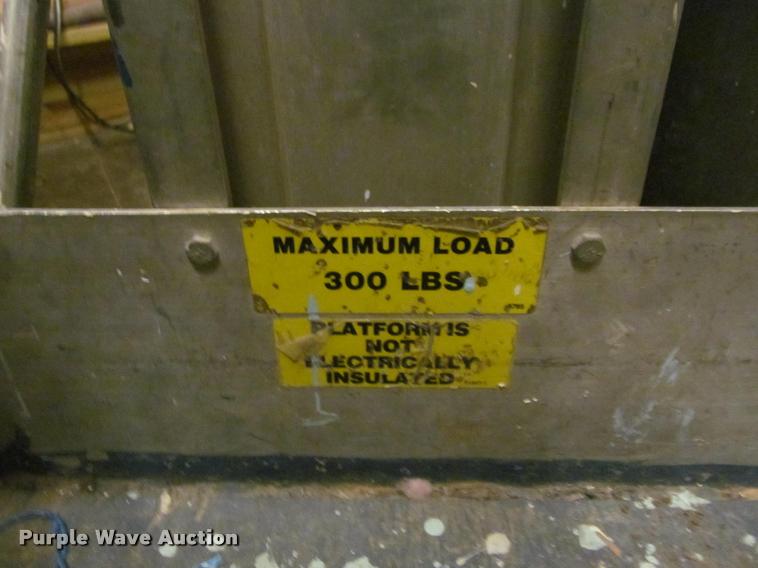 MAXIMUM LOAD
300 LBS
PLATFORM IS
NOT
ELECTRICALLY
INSULATED
Purple Wave Auction